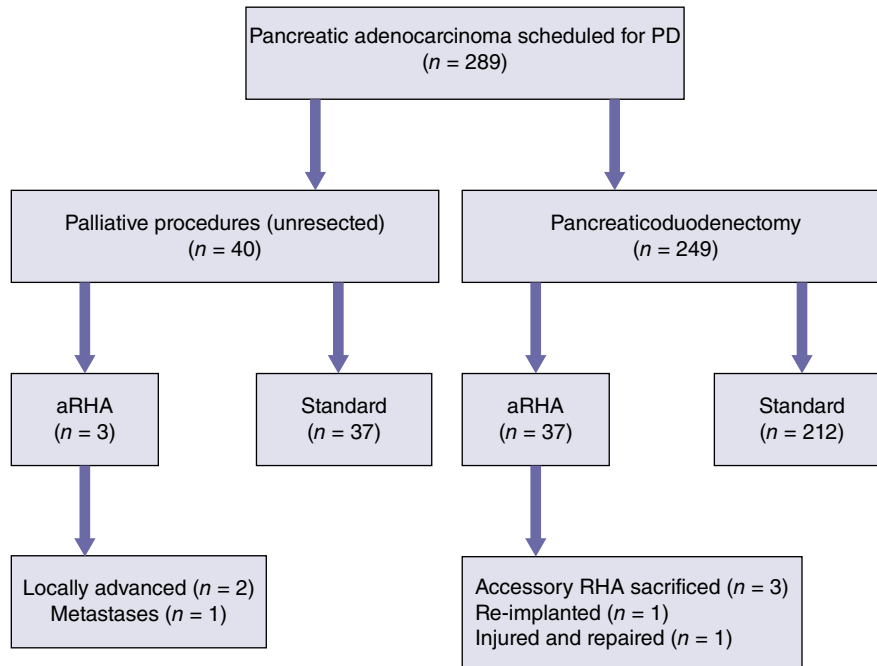 Pancreatic adenocarcinoma scheduled for PD
(n = 289)
Palliative procedures (unresected)
(n = 40)
Pancreaticoduodenectomy
(n = 249)
aRHA
(n = 3)
Standard
(n = 37)
aRHA
(n = 37)
Standard
(n = 212)
Locally advanced (n = 2)
Metastases (n = 1)
Accessory RHA sacrificed (n = 3)
Re-implanted (n = 1)
Injured and repaired (n = 1)